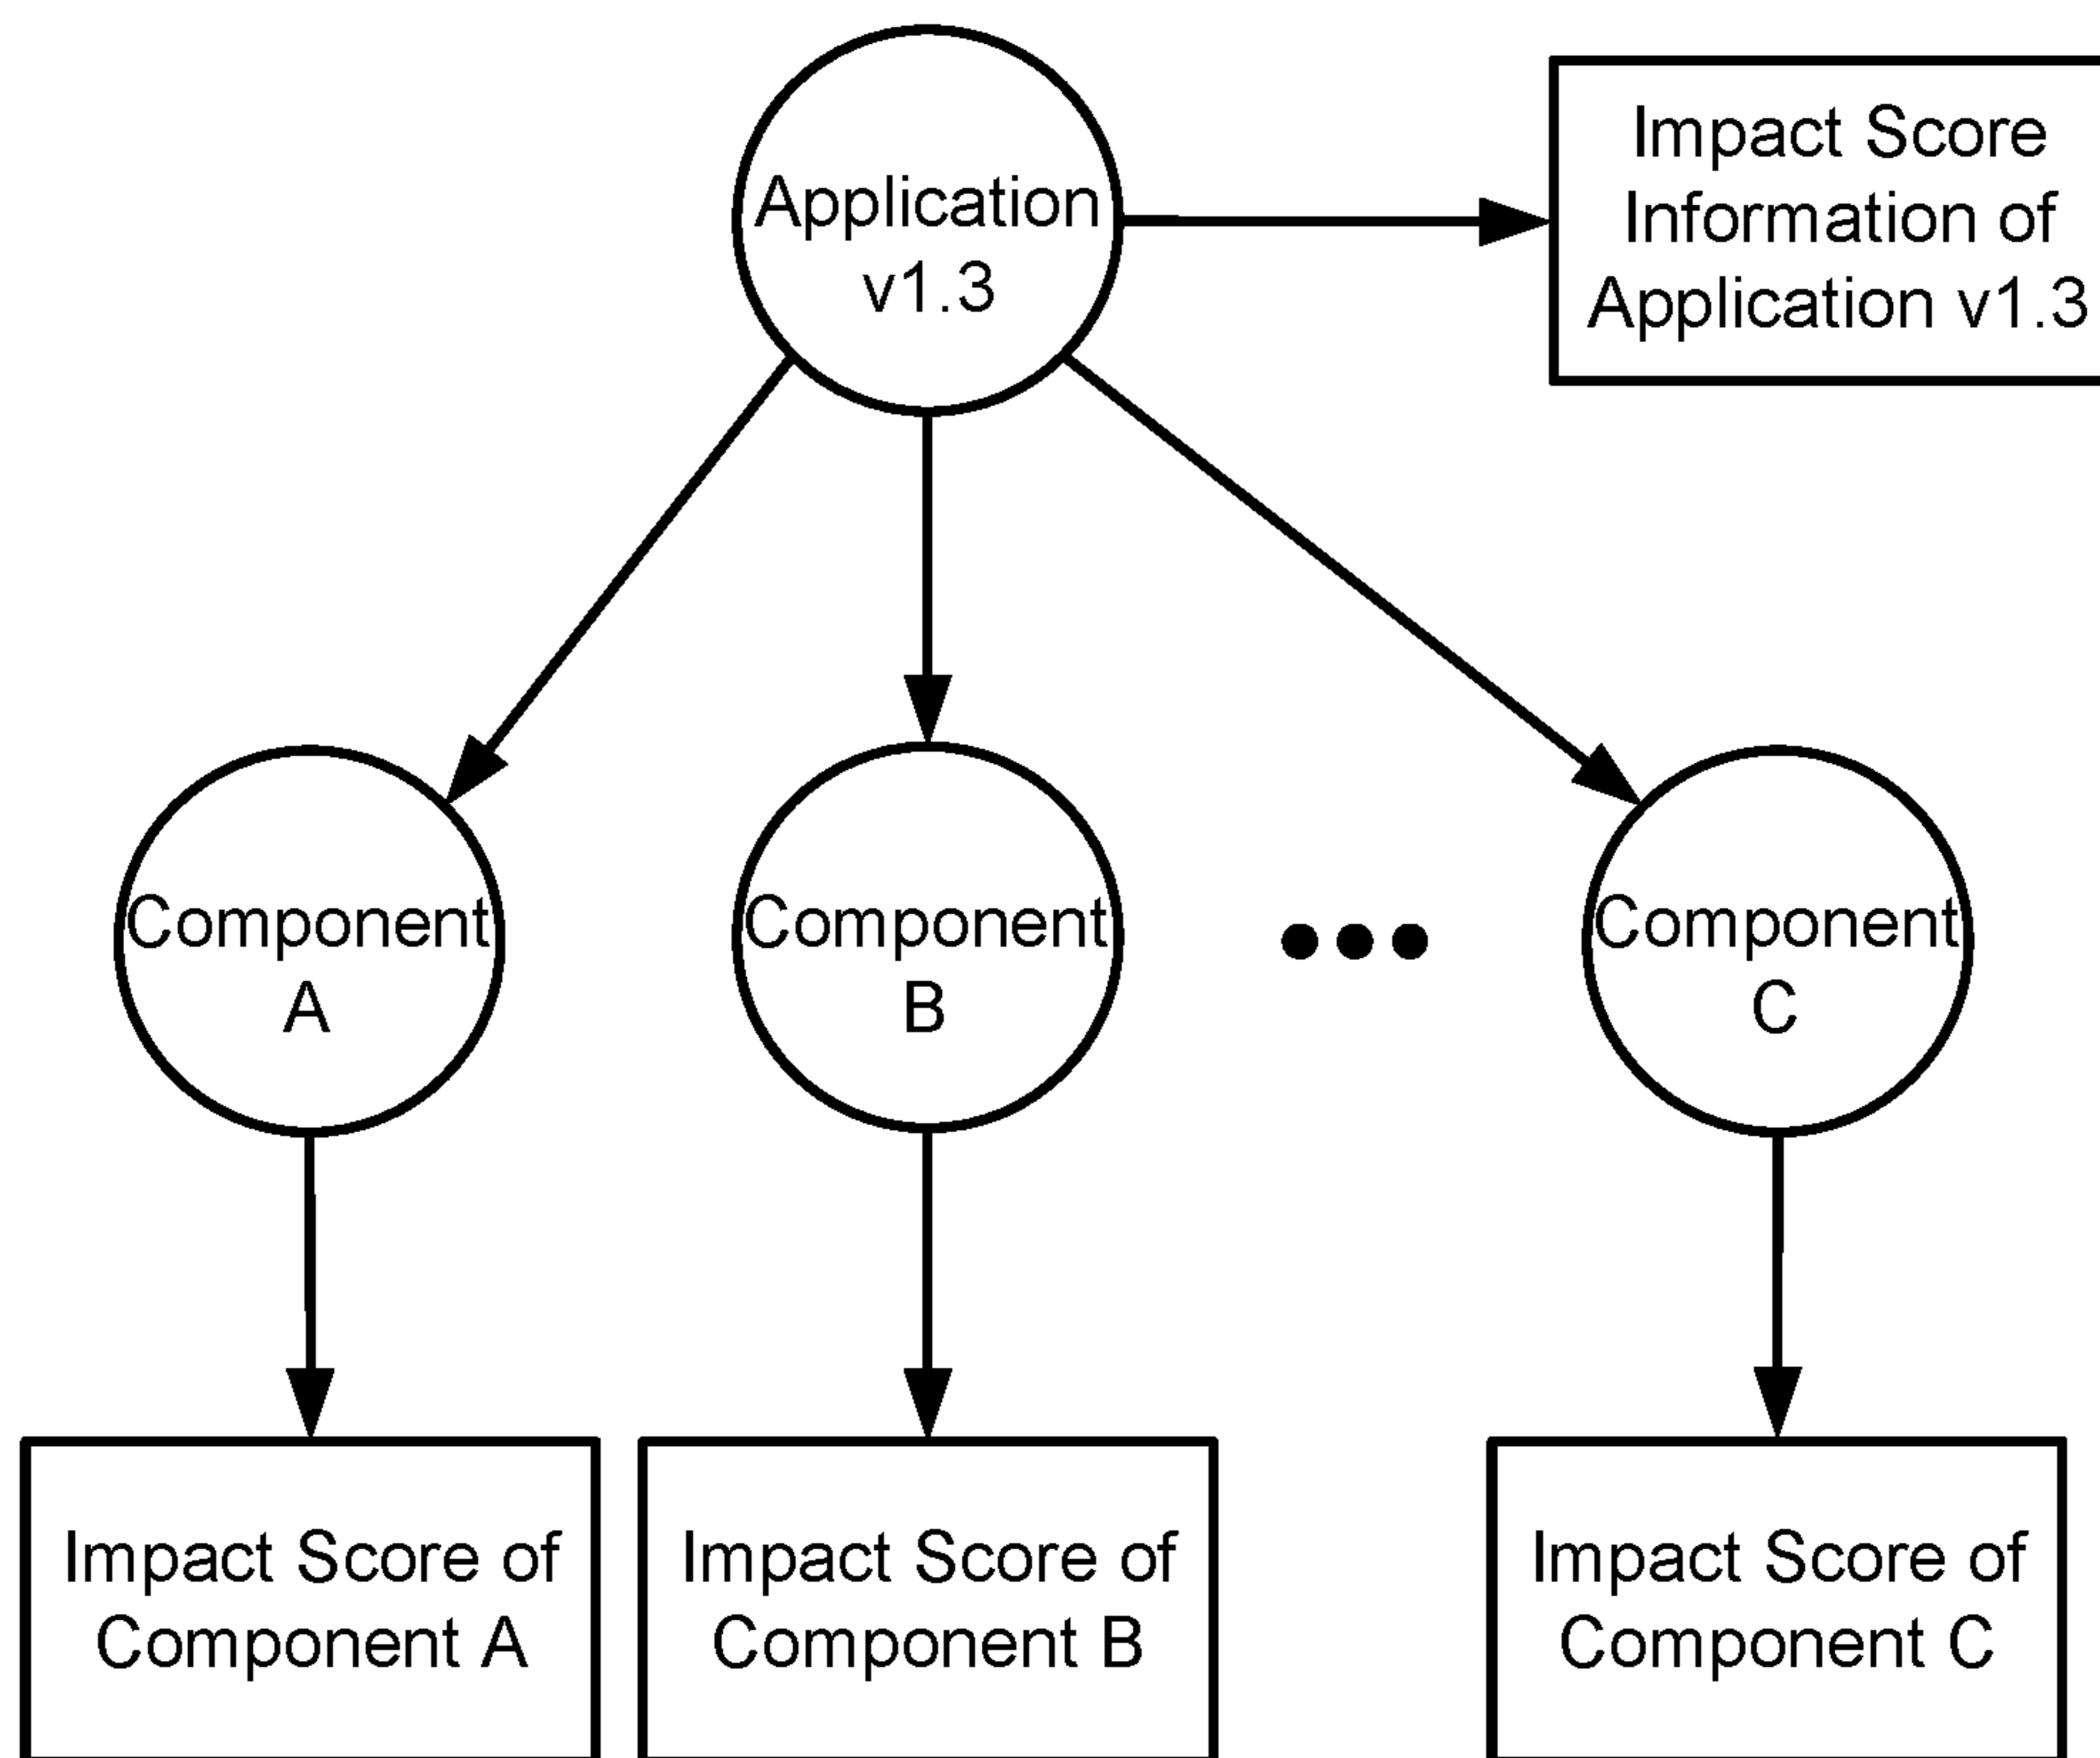 Application
v1.3
Impact Score
Information of
Application v1.3
Component
A
Component
B
Component
C
Impact Score of
Component A
Impact Score of
Component B
Impact Score of
Component C